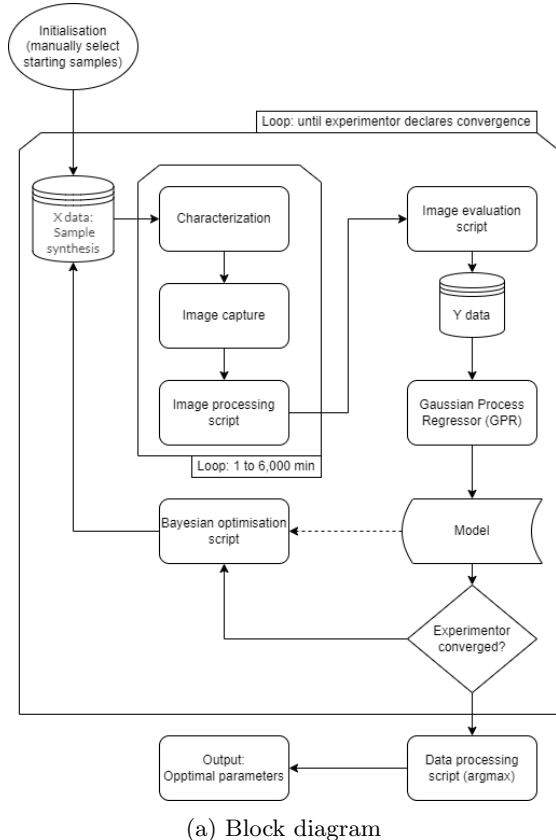 Initialisation
(manually select
starting samples)
Loop: until experimentor declares convergence
X data:
Sample
synthesis
Characterization
Image capture
Image processing
script
Loop: 1 to 6,000 min
Image evaluation
script
Y data
Gaussian Process
Regressor (GPR)
Model
Bayesian optimisation
script
Experimentor
converged?
Data processing
script (argmax)
Output:
Opptimal parameters
(a) Block diagram